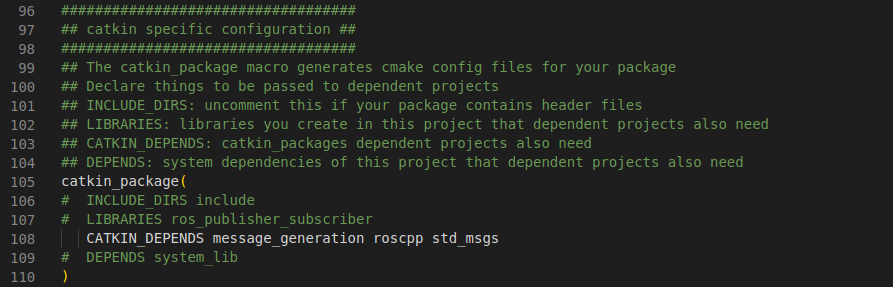 96 ###################################
97 ## catkin specific configuration ##
98 ###################################
99 ## The catkin_package macro generates cmake config files for your package
100 ## Declare things to be passed to dependent projects
101 ## INCLUDE_DIRS: uncomment this if your package contains header files
102 ## LIBRARIES: libraries you create in this project that dependent projects also need
103 ## CATKIN_DEPENDS: catkin_packages dependent projects also need
104 ## DEPENDS: system dependencies of this project that dependent projects also need
105 catkin_package(
106 #  INCLUDE_DIRS include
107 #  LIBRARIES ros_publisher_subscriber
108    CATKIN_DEPENDS message_generation roscpp std_msgs
109 #  DEPENDS system_lib
110 )